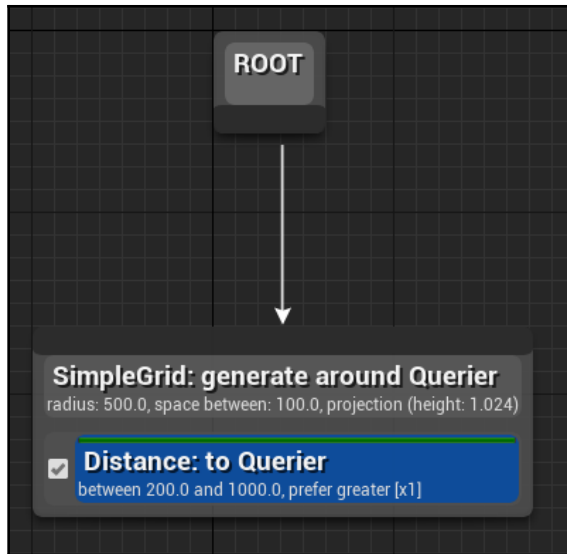 ROOT
SimpleGrid: generate around Querier
radius: 500.0, space between: 100.0, projection (height: 1.024)
Distance: to Querier
between 200.0 and 1000.0, prefer greater [x1]